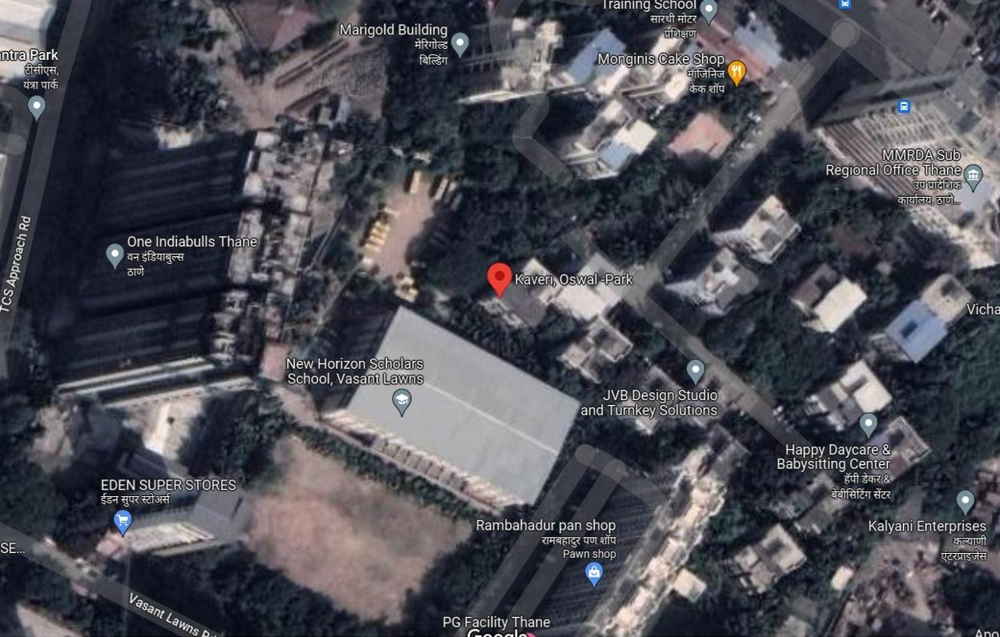 Training School
सारथी मोटर
प्रशिक्षण
Marigold Building
मेरिगोल्ड
बिल्डिंग
antra Park
टीसीएस,
यंत्रा पार्क
Monginis Cake Shop
मॉजिनिज
केक शॉप
MMRDA Sub
Regional Office Thane
उप प्रादेशिक
कार्यालय, ठाणे...
TCS Approach Rd
One Indiabulls Thane
वन इंडियाबुल्स
ठाणे
Kaveri, Oswal -Park
Vicha
New Horizon Scholars
School, Vasant Lawns
JVB Design Studio
and Turnkey Solutions
Happy Daycare &
Babysitting Center
हॅपी डेकर &
बेबीसिटिंग सेंटर
EDEN SUPER STORES
ईडन सुपर स्टोअर्स
Rambahadur pan shop
रामबहादुर पण शॉप
Pawn shop
Kalyani Enterprises
कल्याणी
एंटरप्राइजेस
SE...
Vasant Lawns Rd
PG Facility Thane
Google
Apo